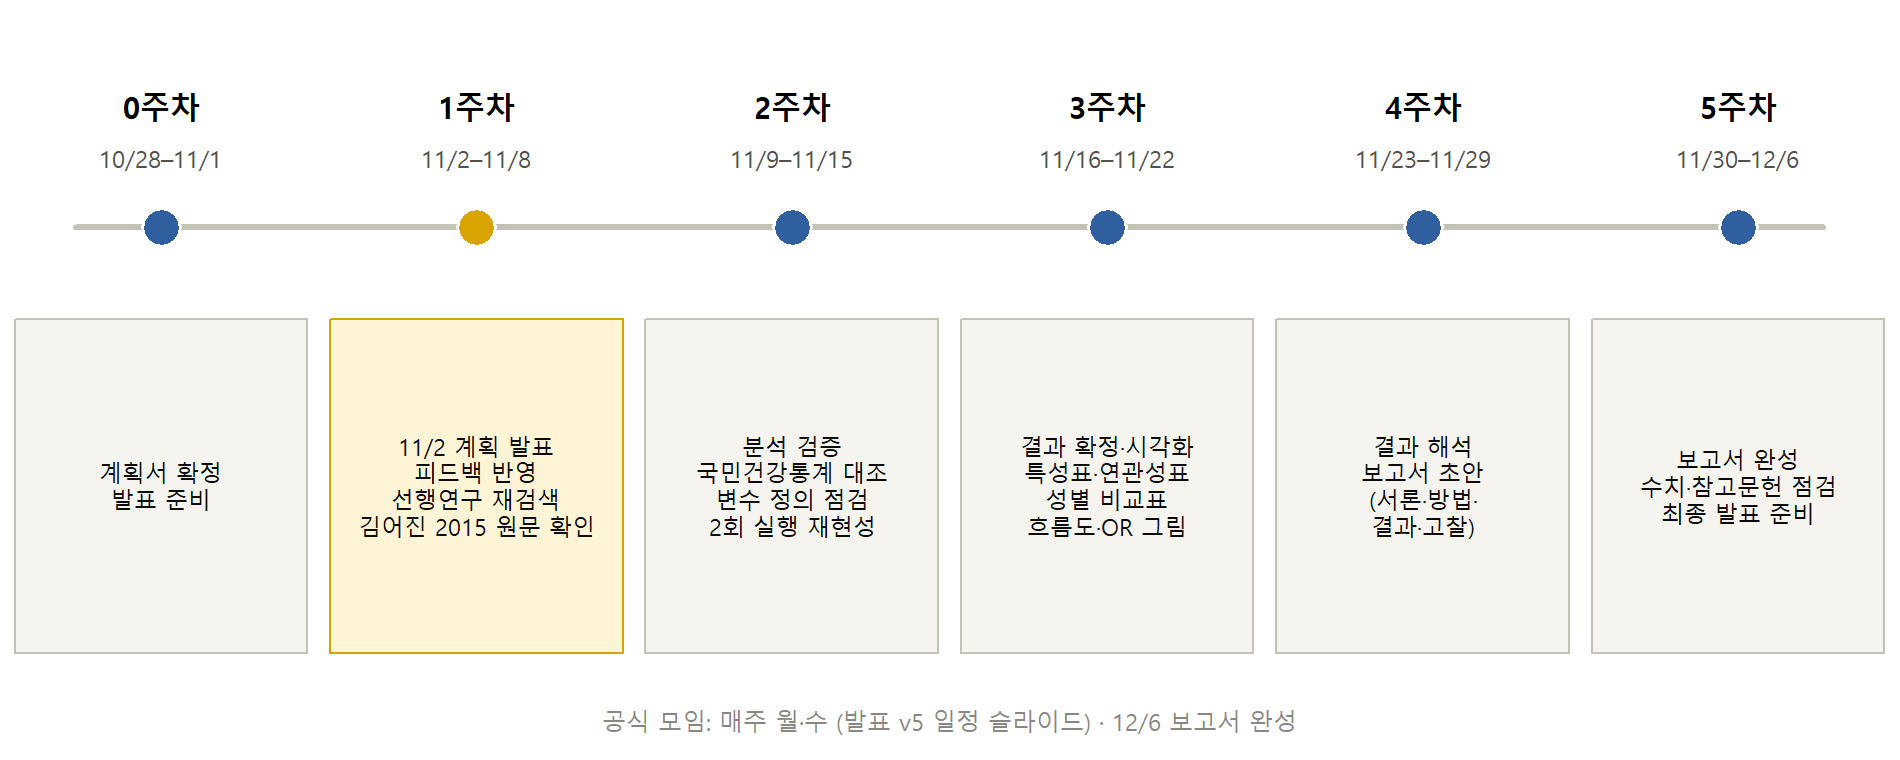 0주차
10/28–11/1
1주차
11/2–11/8
2주차
11/9–11/15
3주차
11/16–11/22
4주차
11/23–11/29
5주차
11/30–12/6
계획서 확정
발표 준비
11/2 계획 발표
피드백 반영
선행연구 재검색
김어진 2015 원문 확인
분석 검증
국민건강통계 대조
변수 정의 점검
2회 실행 재현성
결과 확정·시각화
특성표·연관성표
성별 비교표
흐름도·OR 그림
결과 해석
보고서 초안
(서론·방법·
결과·고찰)
보고서 완성
수치·참고문헌 점검
최종 발표 준비
공식 모임: 매주 월·수 (발표 v5 일정 슬라이드) · 12/6 보고서 완성